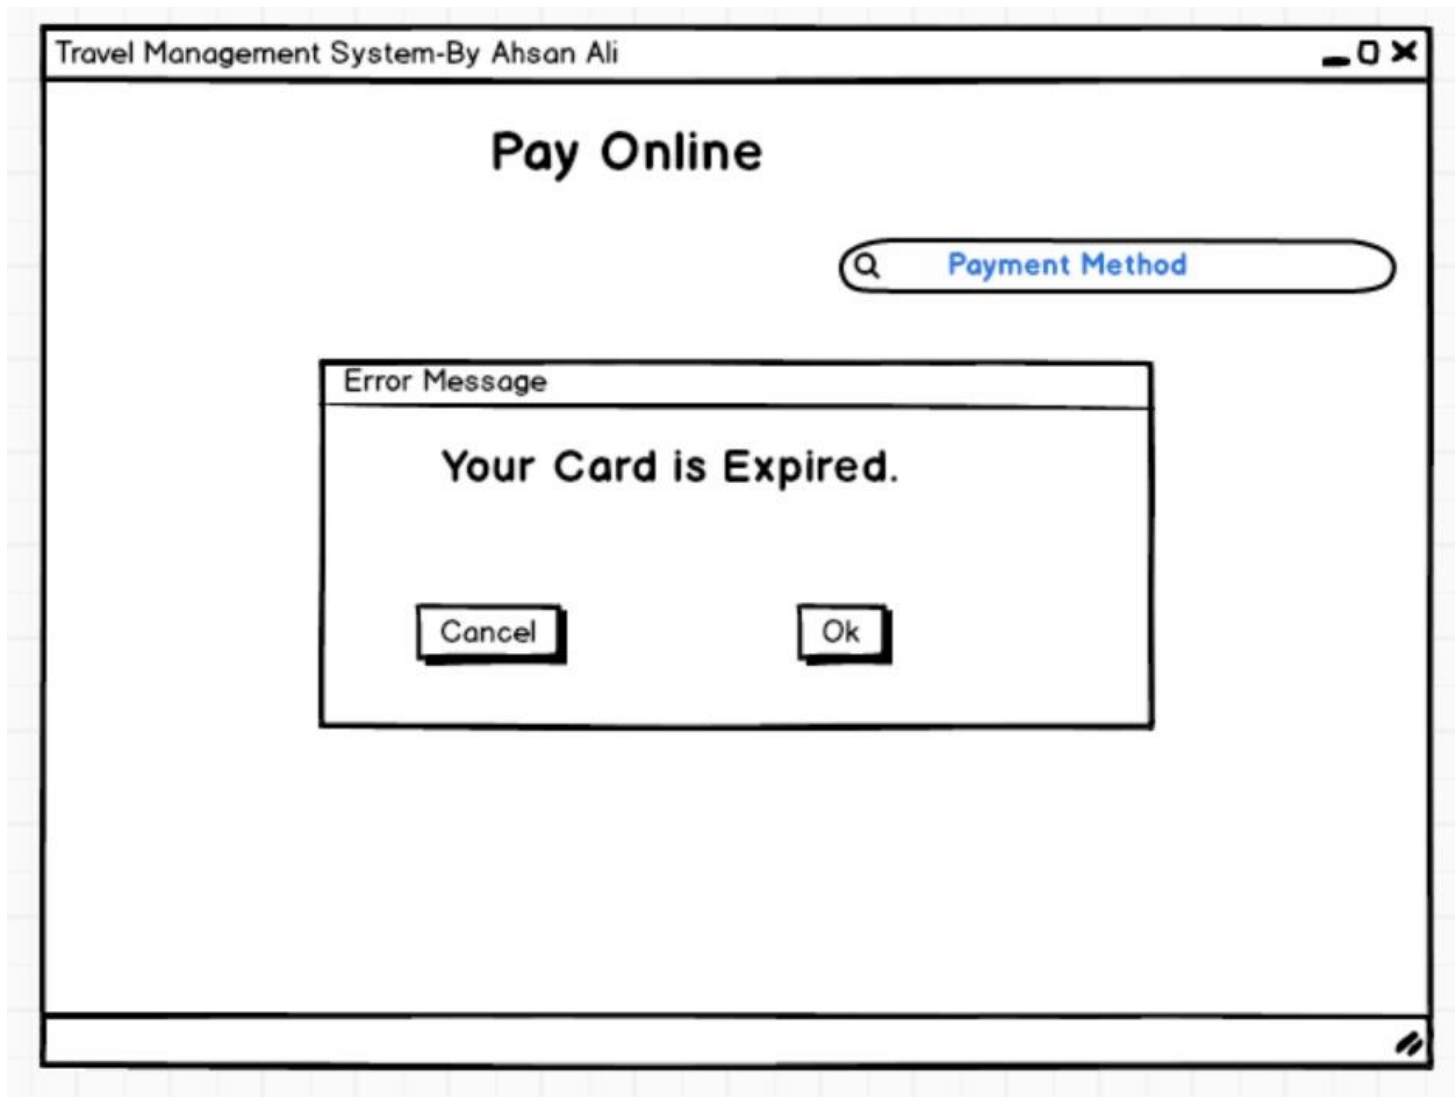 Travel Management System-By Ahsan Ali
Pay Online
Payment Method
Error Message
Your Card is Expired.
Cancel Ok